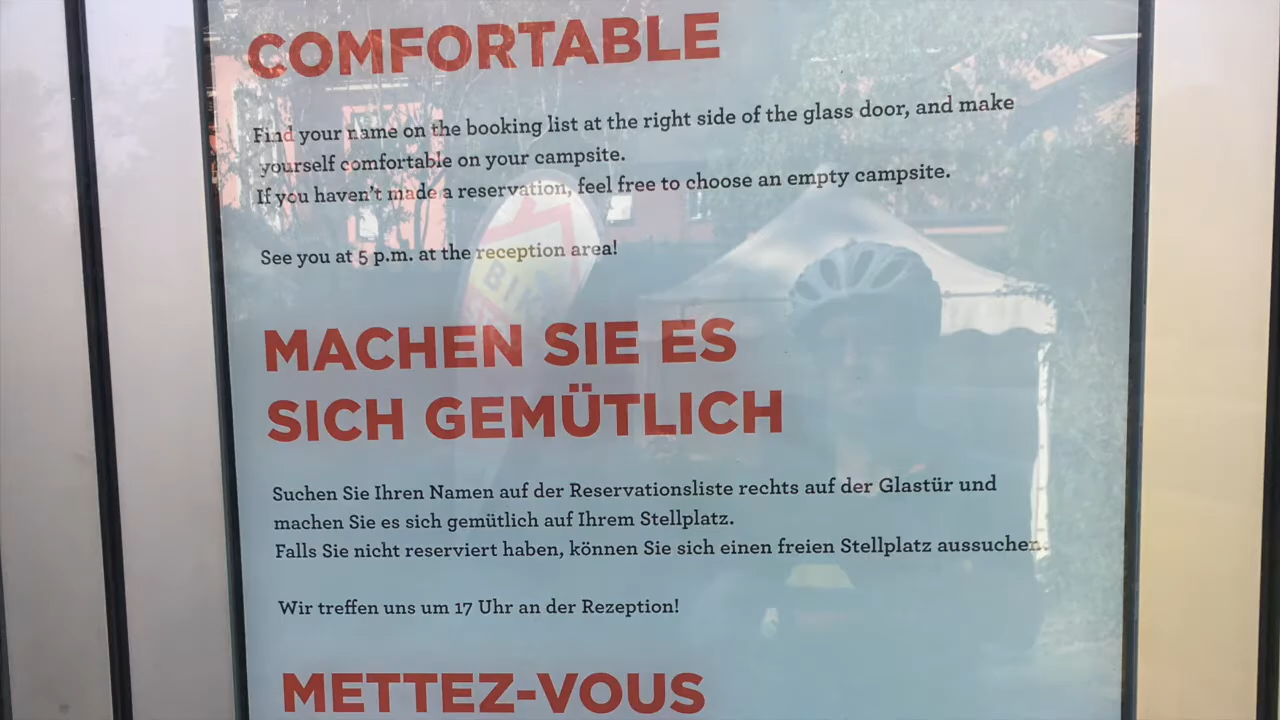 COMFORTABLE
Find your name on the booking list at the right side of the glass door, and make
yourself comfortable on your campsite.
If you haven't made a reservation, feel free to choose an empty campsite.
See you at 5 p.m. at the reception area!
MACHEN SIE ES
SICH GEMÜTLICH
Suchen Sie Ihren Namen auf der Reservationsliste rechts auf der Glastür und
machen Sie es sich gemütlich auf Ihrem Stellplatz.
Falls Sie nicht reserviert haben, können Sie sich einen freien Stellplatz aussuchen.
Wir treffen uns um 17 Uhr an der Rezeption!
METTEZ-VOUS